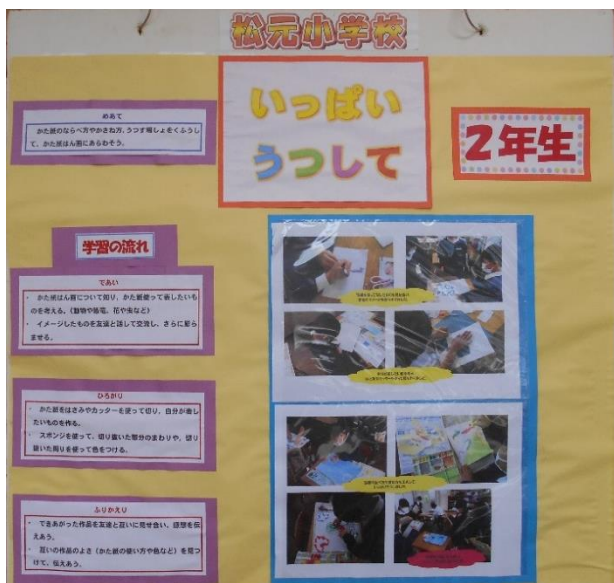 松元小学校
いっぱい
うつして
2年生
めあて
かた紙のならべ方やかさね方、うつす場しょをくふうし
て、かた紙はん画にあらわそう。
学習の流れ
であい
・ かた紙はん画について知り、かた紙使って表したいも
のを考える。(動物や
花や虫など)
・ イメージしたものを友達と話して交流し、さらに膨ら
ませる。
ひろがり
・ かた紙をはさみやカッターを使って切り、自分が表し
たいものを作る。
・ スポンジを使って、切り抜いた部分のまわりや、切り
抜いた周りを使って色をつける。
ふりかえり
・ できあがった作品を友達と互いに見せ合い、感想を伝
えあう。
・ 互いの作品のよさ(かた紙の使い方や色など)を見つ
けて、伝えあう。